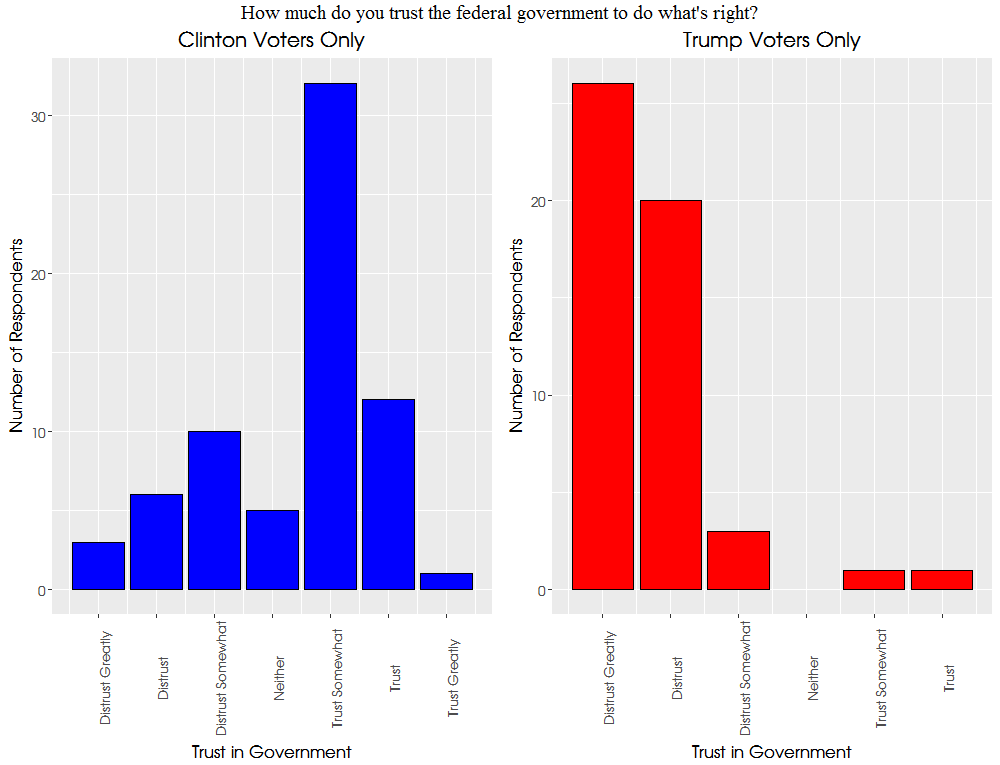 How much do you trust the federal government to do what's right?
Clinton Voters Only
Number of Respondents
30
20
10
0
Distrust Greatly
Distrust
Distrust Somewhat
Neither
Trust Somewhat
Trust
Trust Greatly
Trust in Government
Trump Voters Only
Number of Respondents
20
10
0
Distrust Greatly
Distrust
Distrust Somewhat
Neither
Trust Somewhat
Trust
Trust in Government